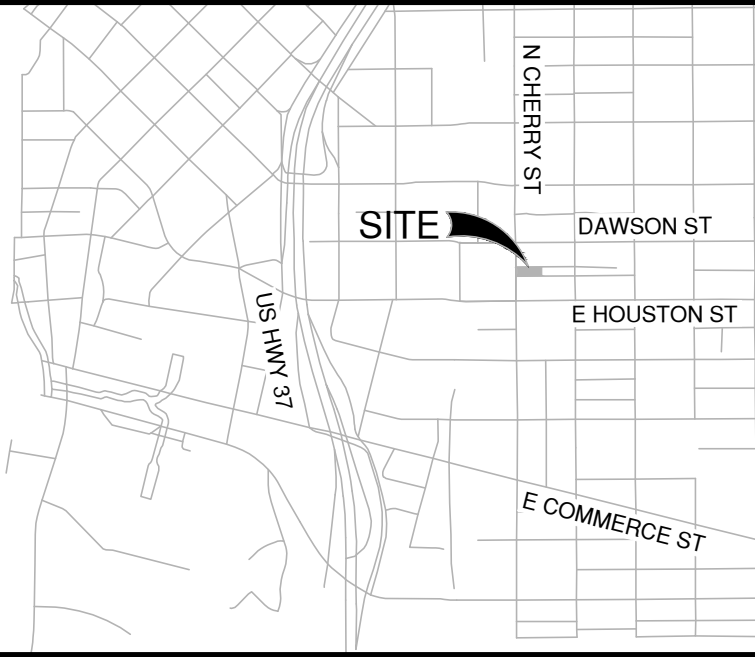 N CHERRY ST
SITE
DAWSON ST
E HOUSTON ST
US HWY 37
E COMMERCE ST